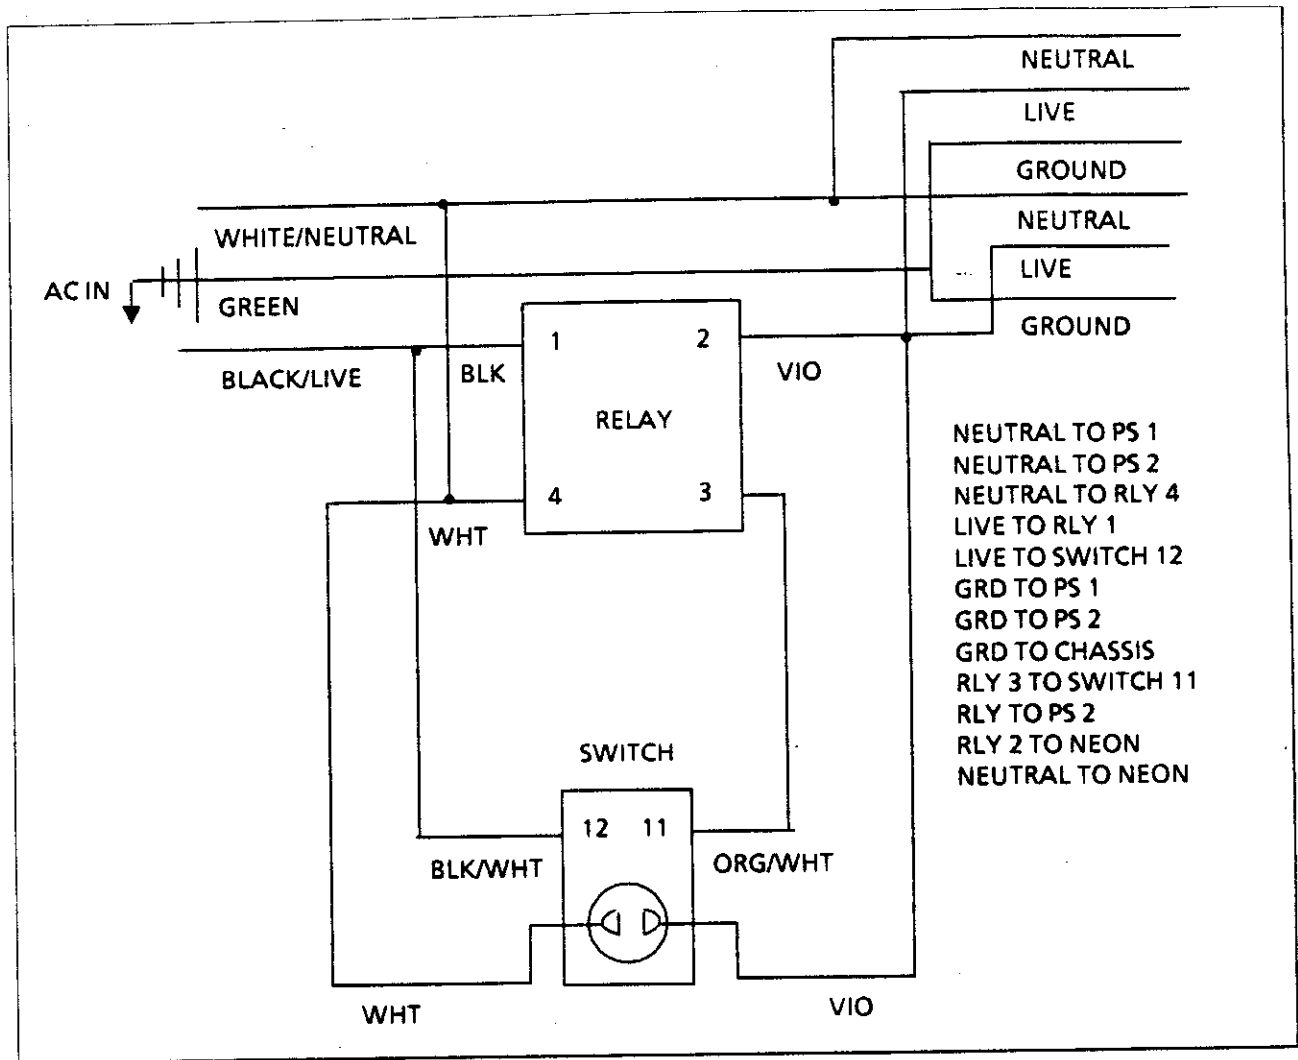 NEUTRAL
LIVE
GROUND
WHITE/NEUTRAL
NEUTRAL
AC IN
GREEN
LIVE
GROUND
1
2
BLACK/LIVE
BLK
VIO
RELAY
4
3
WHT
NEUTRAL TO PS 1
NEUTRAL TO PS 2
NEUTRAL TO RLY 4
LIVE TO RLY 1
LIVE TO SWITCH 12
GRD TO PS 1
GRD TO PS 2
GRD TO CHASSIS
RLY 3 TO SWITCH 11
RLY TO PS 2
RLY 2 TO NEON
NEUTRAL TO NEON
SWITCH
12 11
BLK/WHT
ORG/WHT
WHT
VIO